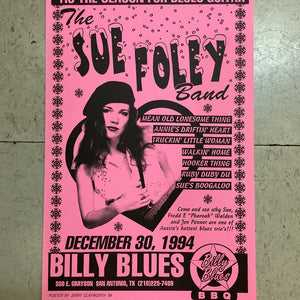 'TIS THE SEASON FOR BLUES GUITAR
The
SUE FOLEY
Band
MEAN OLD LONESOME THING
ANNIE'S DRIFTIN' HEART
TRUCKIN' LITTLE WOMAN
WALKIN' HOME
HOOKER THING
RUBY DUBY DU
SUE'S BOOGALOO
Come and see why Sue,
Fredd E "Pharoah" Walden
and Jon Penner are one of
Austin's hottest blues trio's!!!
DECEMBER 30, 1994
BILLY BLUES
330 E. GRAYSON SAN ANTONIO, TX (210)225-7409
Billy
Blues
BBQ
POSTER BY JERRY CLAYWORTH '94